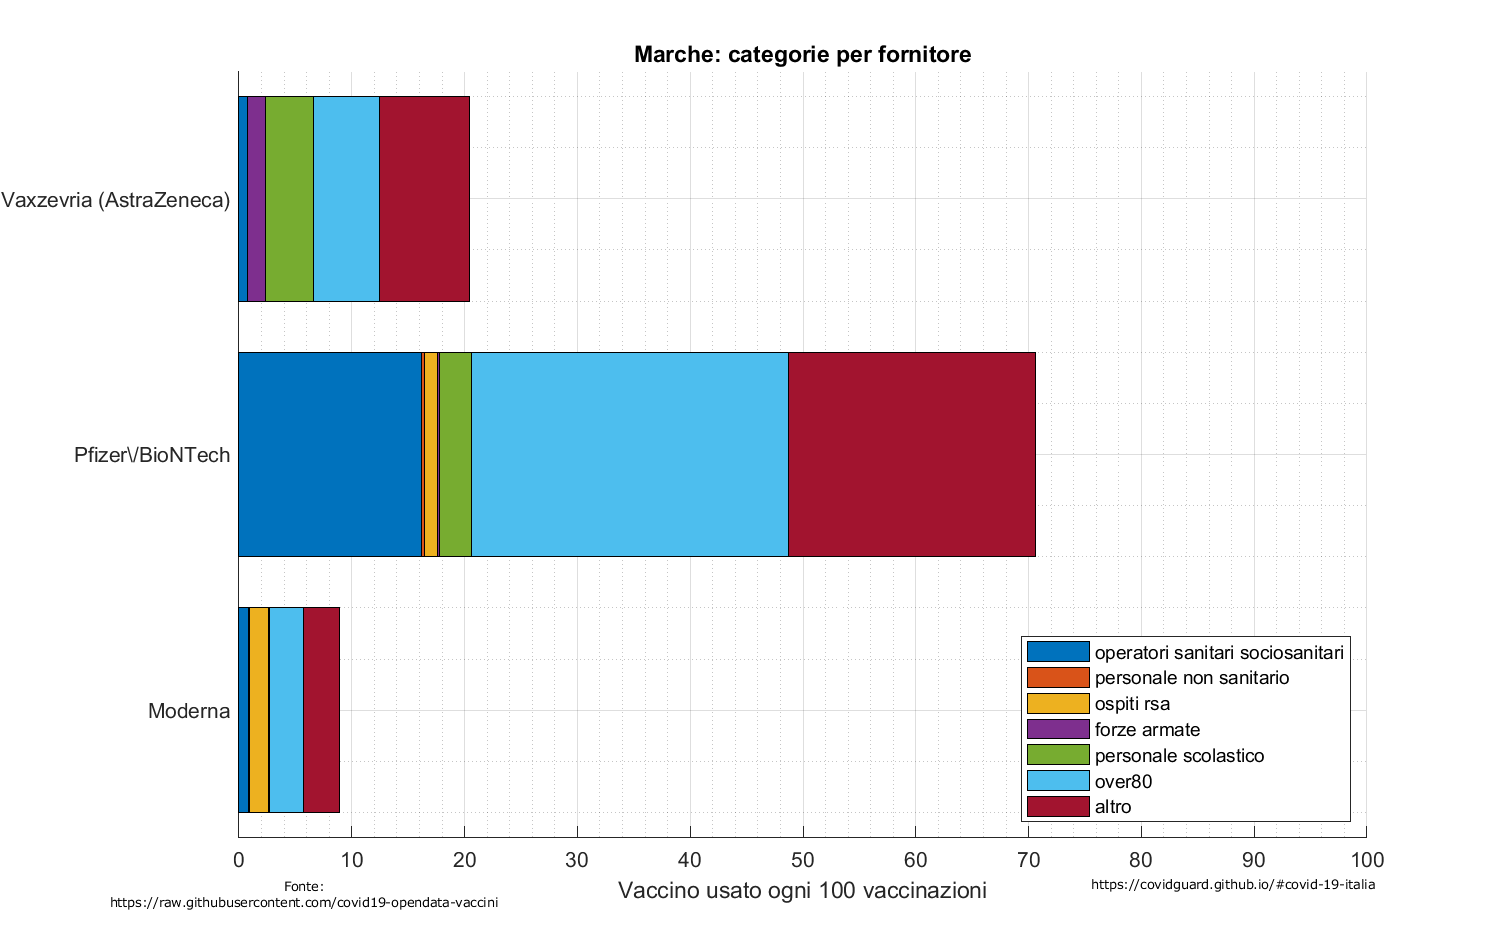 Marche: categorie per fornitore
Vaxzevria (AstraZeneca)
Pfizer\/BioNTech
Moderna
operatori sanitari sociosanitari
personale non sanitario
ospiti rsa
forze armate
personale scolastico
over80
altro
0 10 20 30 40 50 60 70 80 90 100
Vaccino usato ogni 100 vaccinazioni
Fonte:
https://raw.githubusercontent.com/covid19-opendata-vaccini
https://covidguard.github.io/#covid-19-italia